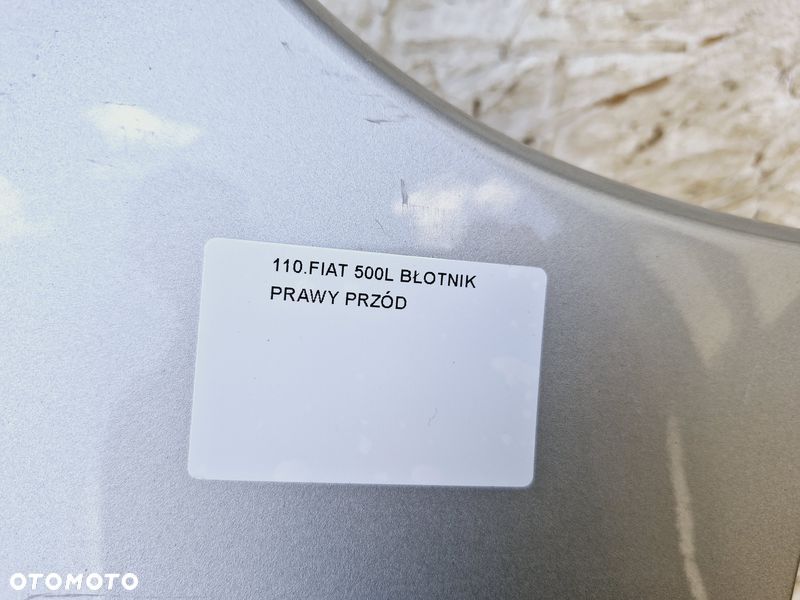 110.FIAT 500L BŁOTNIK
PRAWY PRZÓD
OTOMOTO